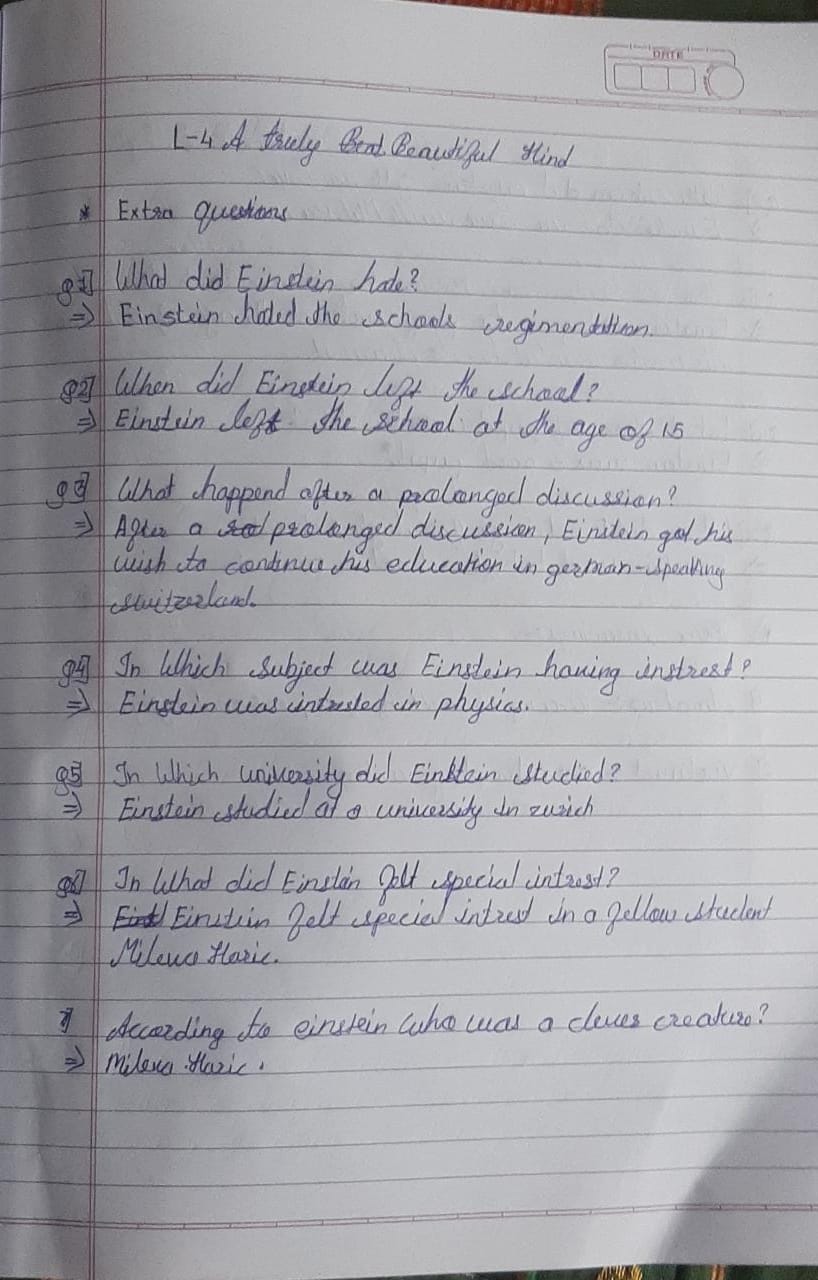 DATE
L-4 A truly Beat Beautiful Mind
* Extra Questions
Q1] What did Einstein hate?
⇒ Einstein hated the schools regimentation.
Q2] When did Einstein left the school?
⇒ Einstein left the school at the age of 15
Q3] What happend after a prolonged discussion?
⇒ After a prolonged discussion, Einstein got his
wish to continue his education in german-speaking
switzerland.
Q4] In Which subject was Einstein having instrest?
⇒ Einstein was intrested in physics.
Q5] In Which university did Einstein studied?
⇒ Einstein studied at a university in zurich
Q6] In What did Einstein felt special intrest?
⇒ Einstein felt special intrest in a fellow student
Mileva Maric.
7] According to einstein who was a clever creature?
⇒ Mileva Maric.